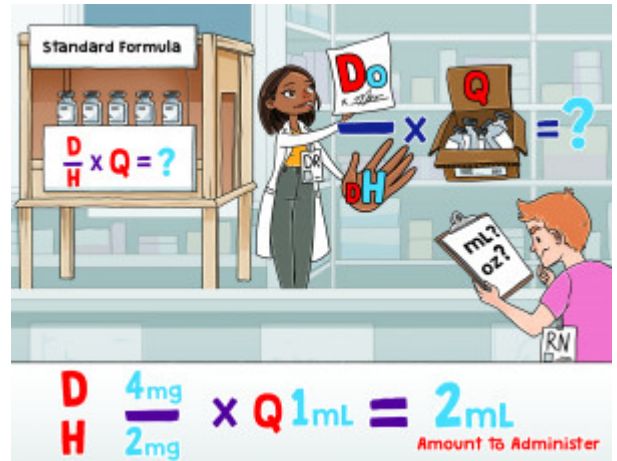 Standard Formula
D
H
x Q = ?
Do
x Q = ?
DR
DH
mL?
oz?
RN
D 4mg
H 2mg
x Q 1mL = 2mL
Amount to Administer